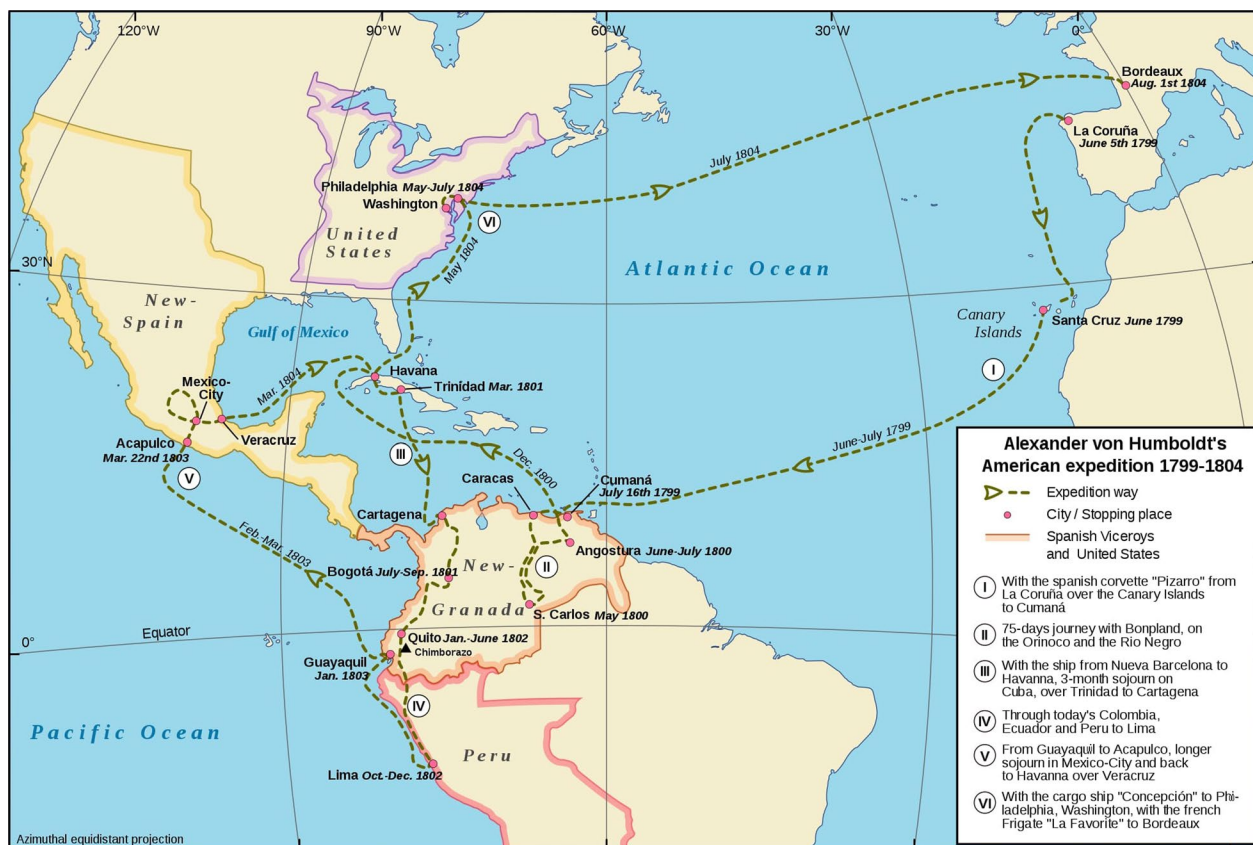 120°W
90°W
60°W
30°W
0°
Bordeaux
Aug. 1st 1804
La Coruña
June 5th 1799
July 1804
Philadelphia May-July 1804
Washington
VI
United
States
May 1804
30°N
Atlantic Ocean
New-
Spain
Gulf of Mexico
Canary
Islands
Santa Cruz June 1799
I
Mar. 1804
Havana
Trinidad Mar. 1801
Mexico-
City
Veracruz
Acapulco
Mar. 22nd 1803
V
III
June-July 1799
Dec. 1800
Caracas
Cumaná
July 16th 1799
Cartagena
Angostura June-July 1800
Feb.-Mar. 1803
Bogotá July-Sep. 1801
New-
II
Granada
S. Carlos May 1800
Equator
0°
Quito Jan.-June 1802
Chimborazo
Guayaquil
Jan. 1803
IV
Pacific Ocean
Peru
Lima Oct.-Dec. 1802
Azimuthal equidistant projection
Alexander von Humboldt's
American expedition 1799-1804
Expedition way
City / Stopping place
Spanish Viceroys
and United States
I With the spanish corvette "Pizarro" from
La Coruña over the Canary Islands
to Cumaná
II 75-days journey with Bonpland, on
the Orinoco and the Rio Negro
III With the ship from Nueva Barcelona to
Havanna, 3-month sojourn on
Cuba, over Trinidad to Cartagena
IV Through today's Colombia,
Ecuador and Peru to Lima
V From Guayaquil to Acapulco, longer
sojourn in Mexico-City and back
to Havanna over Veracruz
VI With the cargo ship "Concepción" to Phi-
ladelphia, Washington, with the french
Frigate "La Favorite" to Bordeaux